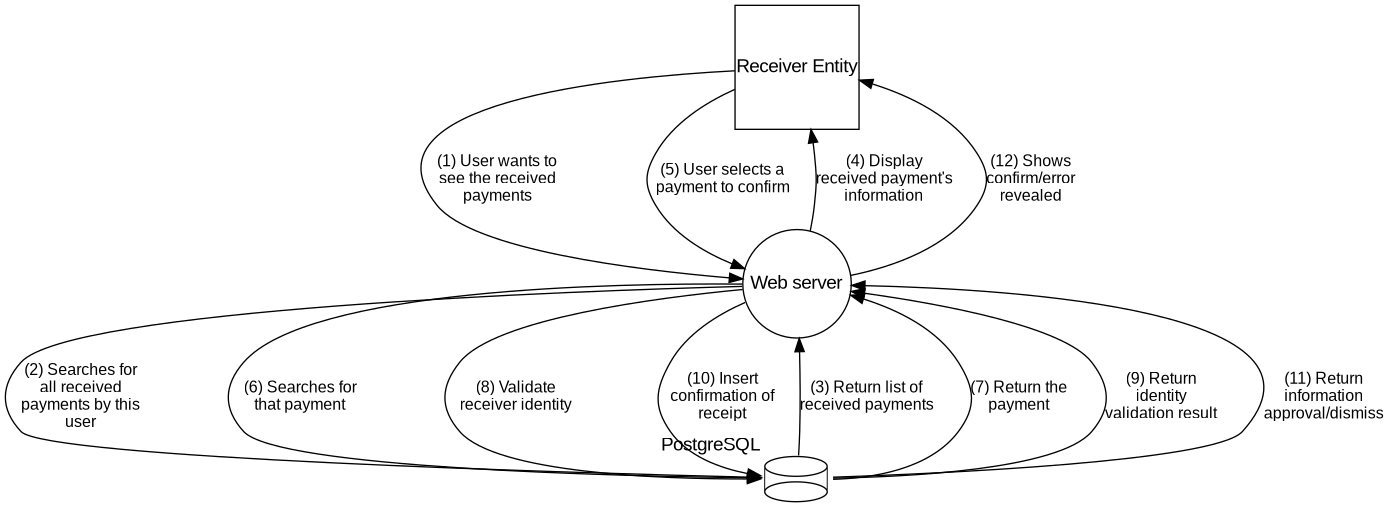 Receiver Entity
(1) User wants to
see the received
payments
(5) User selects a
payment to confirm
(4) Display
received payment's
information
(12) Shows
confirm/error
revealed
Web server
(2) Searches for
all received
payments by this
user
(6) Searches for
that payment
(8) Validate
receiver identity
(10) Insert
confirmation of
receipt
(3) Return list of
received payments
(7) Return the
payment
(9) Return
identity
validation result
(11) Return
information
approval/dismiss
PostgreSQL